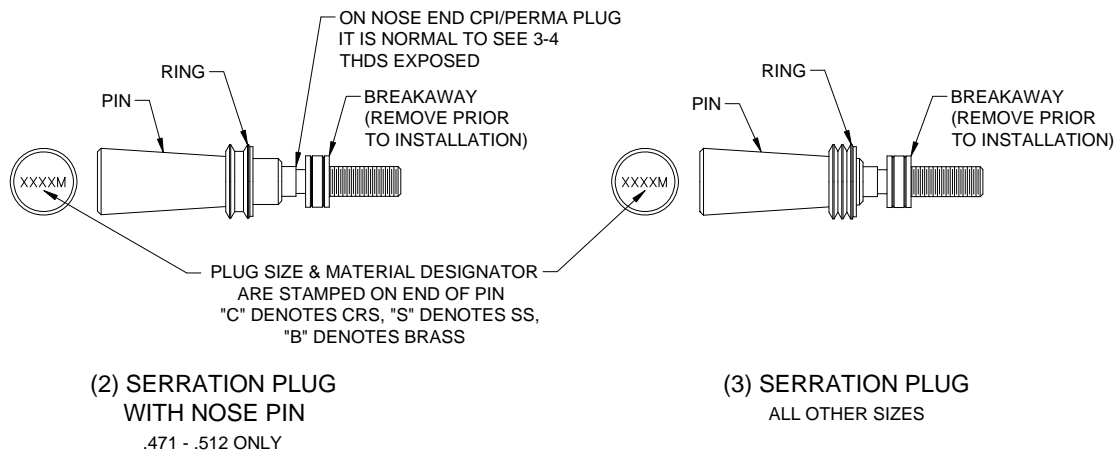 ON NOSE END CPI/PERMA PLUG
IT IS NORMAL TO SEE 3-4
THDS EXPOSED
RING
PIN
BREAKAWAY
(REMOVE PRIOR
TO INSTALLATION)
XXXXM
RING
PIN
BREAKAWAY
(REMOVE PRIOR
TO INSTALLATION)
XXXXM
PLUG SIZE & MATERIAL DESIGNATOR
ARE STAMPED ON END OF PIN
"C" DENOTES CRS, "S" DENOTES SS,
"B" DENOTES BRASS
(2) SERRATION PLUG
WITH NOSE PIN
.471 - .512 ONLY
(3) SERRATION PLUG
ALL OTHER SIZES